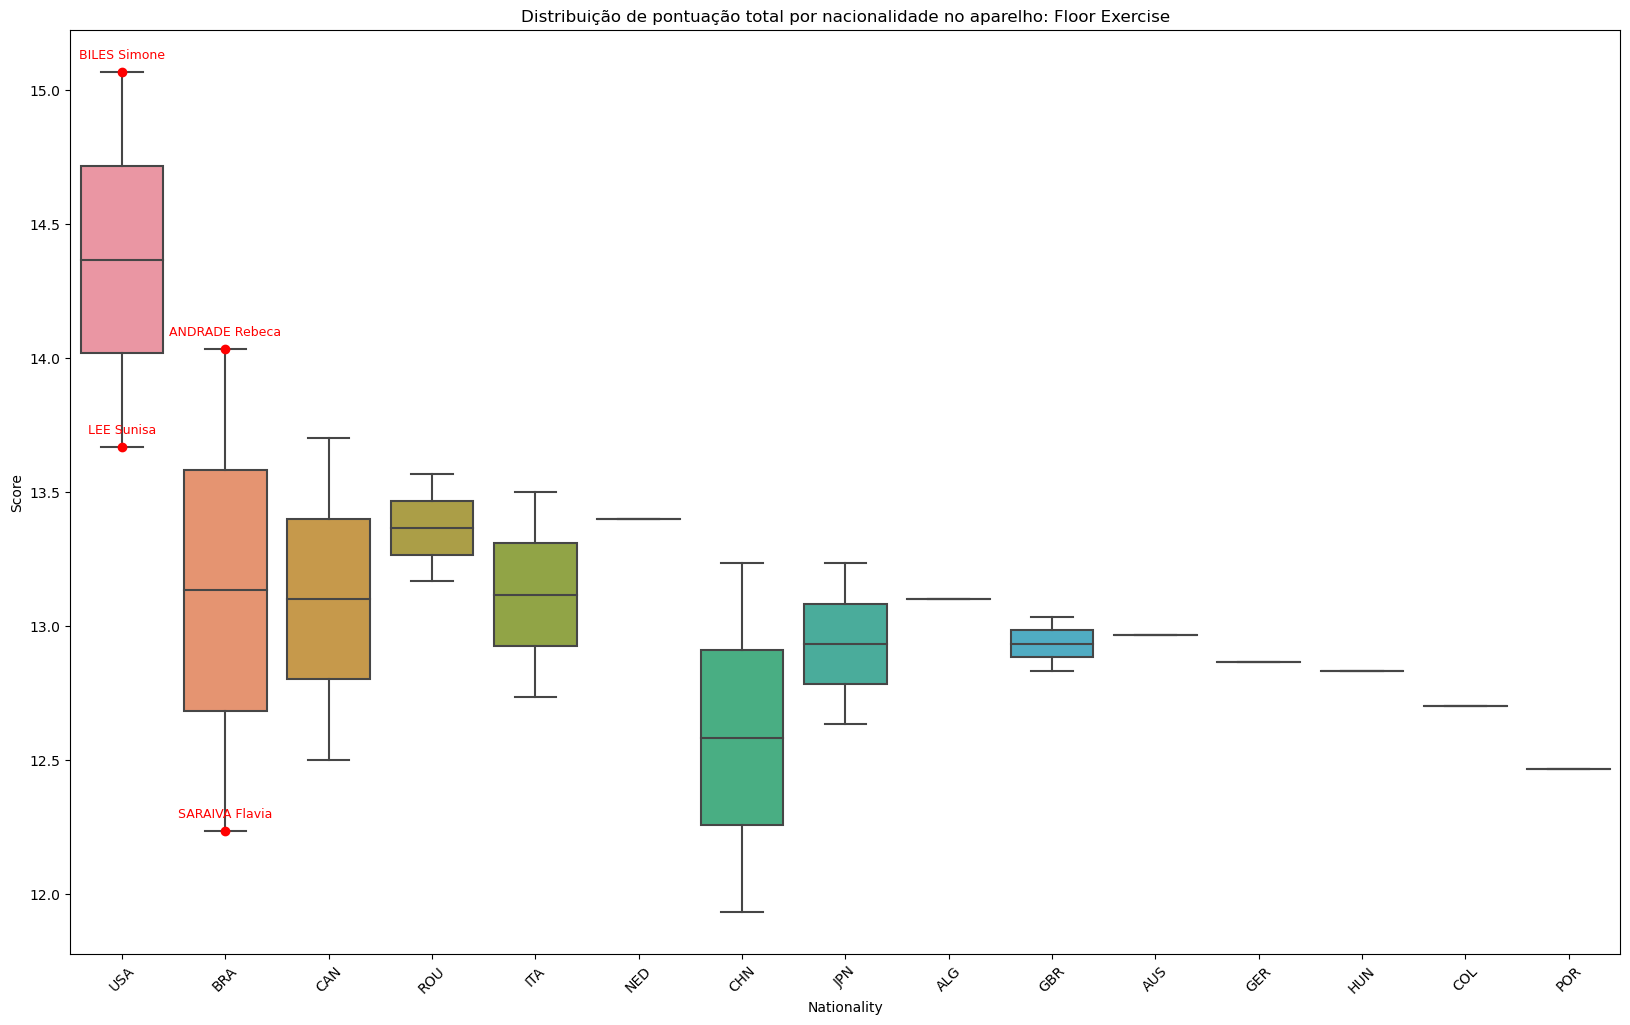 Distribuição de pontuação total por nacionalidade no aparelho: Floor Exercise
BILES Simone
15.0
14.5
ANDRADE Rebeca
14.0
LEE Sunisa
13.5
Score
13.0
12.5
SARAIVA Flavia
12.0
USA BRA CAN ROU ITA NED CHN JPN ALG GBR AUS GER HUN COL POR
Nationality